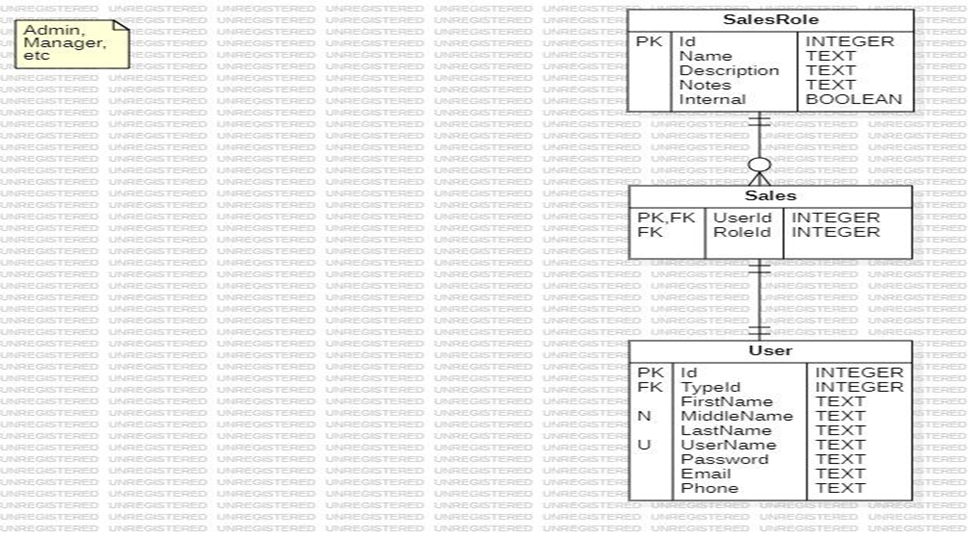 Admin,
Manager,
etc
SalesRole
PK Id INTEGER
Name TEXT
Description TEXT
Notes TEXT
Internal BOOLEAN
Sales
PK,FK UserId INTEGER
FK RoleId INTEGER
User
PK Id INTEGER
FK TypeId INTEGER
FirstName TEXT
N MiddleName TEXT
LastName TEXT
U UserName TEXT
Password TEXT
Email TEXT
Phone TEXT
UNREGISTERED